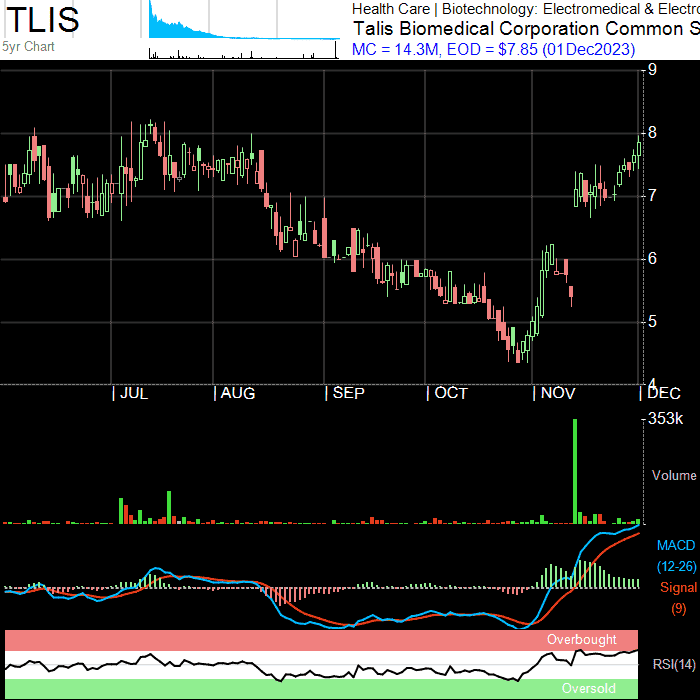 TLIS
5yr Chart
Health Care | Biotechnology: Electromedical & Electro
Talis Biomedical Corporation Common S
MC = 14.3M, EOD = $7.85 (01Dec2023)
9
8
7
6
5
4
JUL AUG SEP OCT NOV DEC
353k
Volume
MACD
(12-26)
Signal
(9)
Overbought
RSI(14)
Oversold